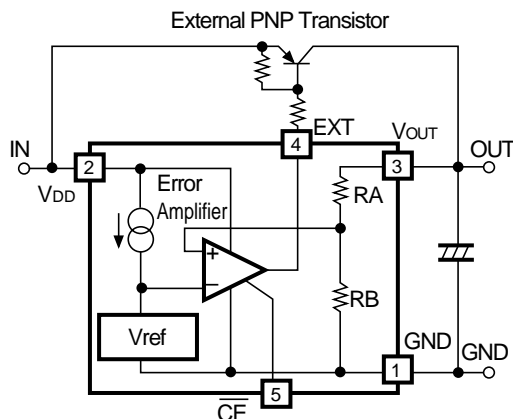 External PNP Transistor
EXT
4
IN
VOUT
OUT
2
3
VDD
Error
Amplifier
RA
+
−
RB
Vref
GND
GND
1
5
CE